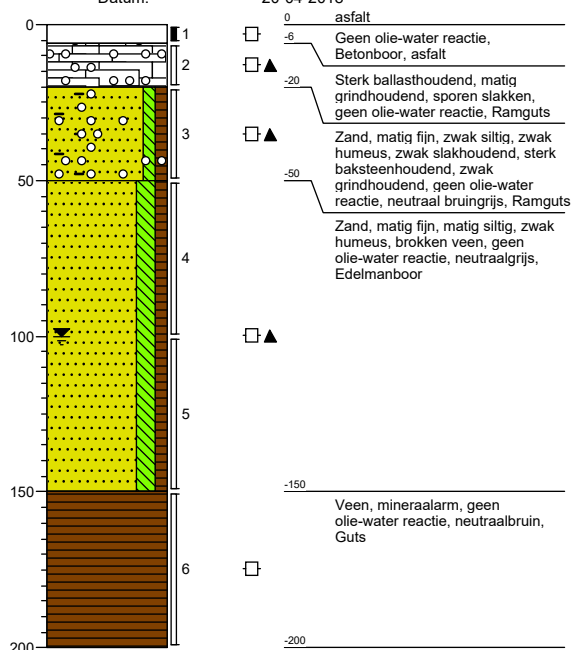 Datum:
20-04-2018
0
50
100
150
200
1
2
3
4
5
6
0
asfalt
-6
Geen olie-water reactie,
Betonboor, asfalt
-20
Sterk ballasthoudend, matig
grindhoudend, sporen slakken,
geen olie-water reactie, Ramguts
Zand, matig fijn, zwak siltig, zwak
humeus, zwak slakhoudend, sterk
baksteenhoudend, zwak
grindhoudend, geen olie-water
reactie, neutraal bruingrijs, Ramguts
-50
Zand, matig fijn, matig siltig, zwak
humeus, brokken veen, geen
olie-water reactie, neutraalgrijs,
Edelmanboor
-150
Veen, mineraalarm, geen
olie-water reactie, neutraalbruin,
Guts
-200